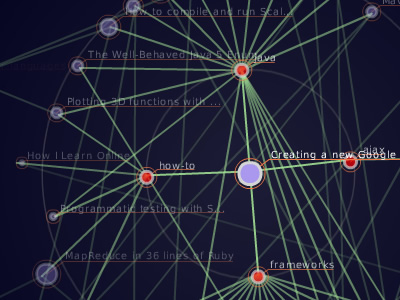 How to compile and run Scal...
The Well-Behaved Java 5 E
Java
Plotting 3D functions with ...
ajax
Creating a new Google
How I Learn Online
how-to
Programmatic testing with S...
MapReduce in 36 lines of Ruby
frameworks